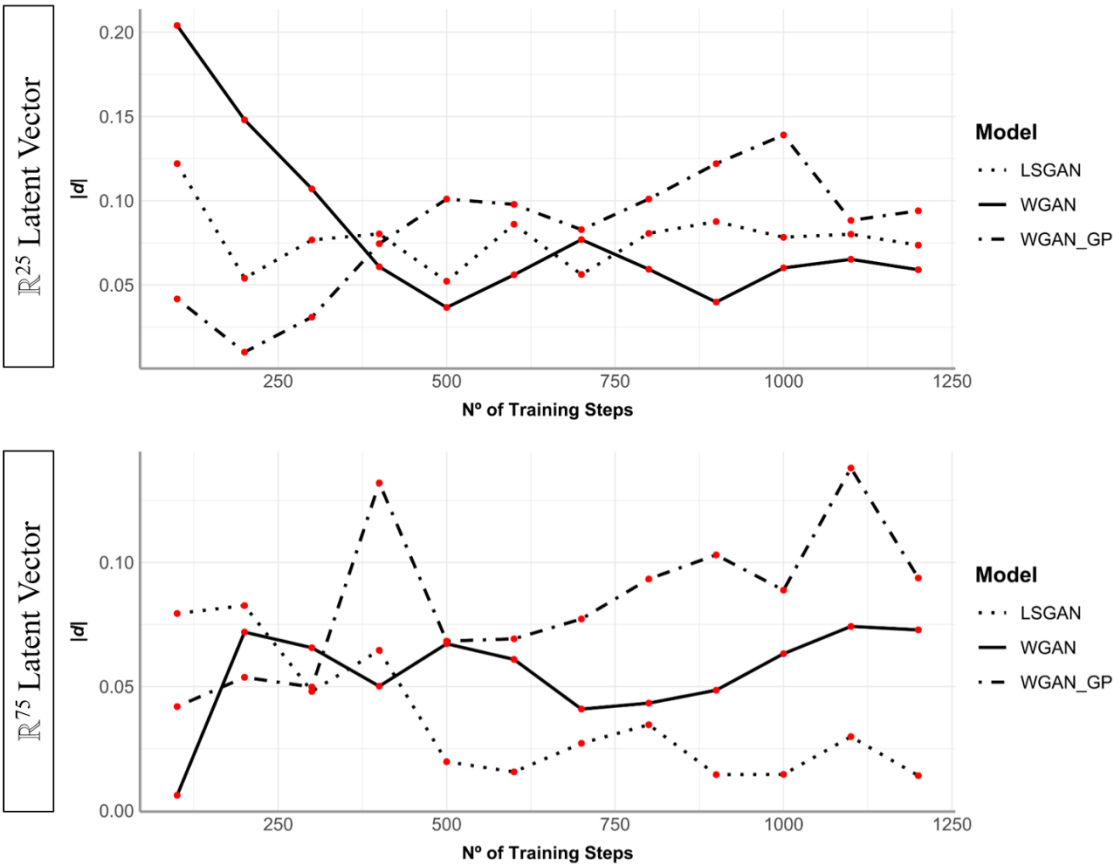 ℝ²⁵ Latent Vector
|d|
0.20
0.15
0.10
0.05
250 500 750 1000 1250
Nº of Training Steps
Model
LSGAN
WGAN
WGAN_GP
ℝ⁷⁵ Latent Vector
|d|
0.10
0.05
0.00
250 500 750 1000 1250
Nº of Training Steps
Model
LSGAN
WGAN
WGAN_GP